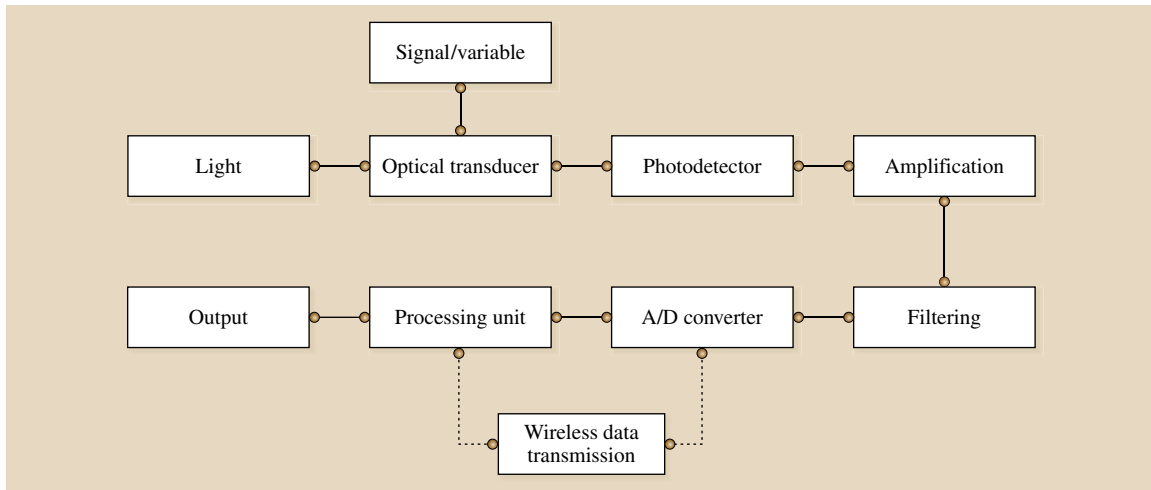 Signal/variable
Light
Optical transducer
Photodetector
Amplification
Output
Processing unit
A/D converter
Filtering
Wireless data
transmission